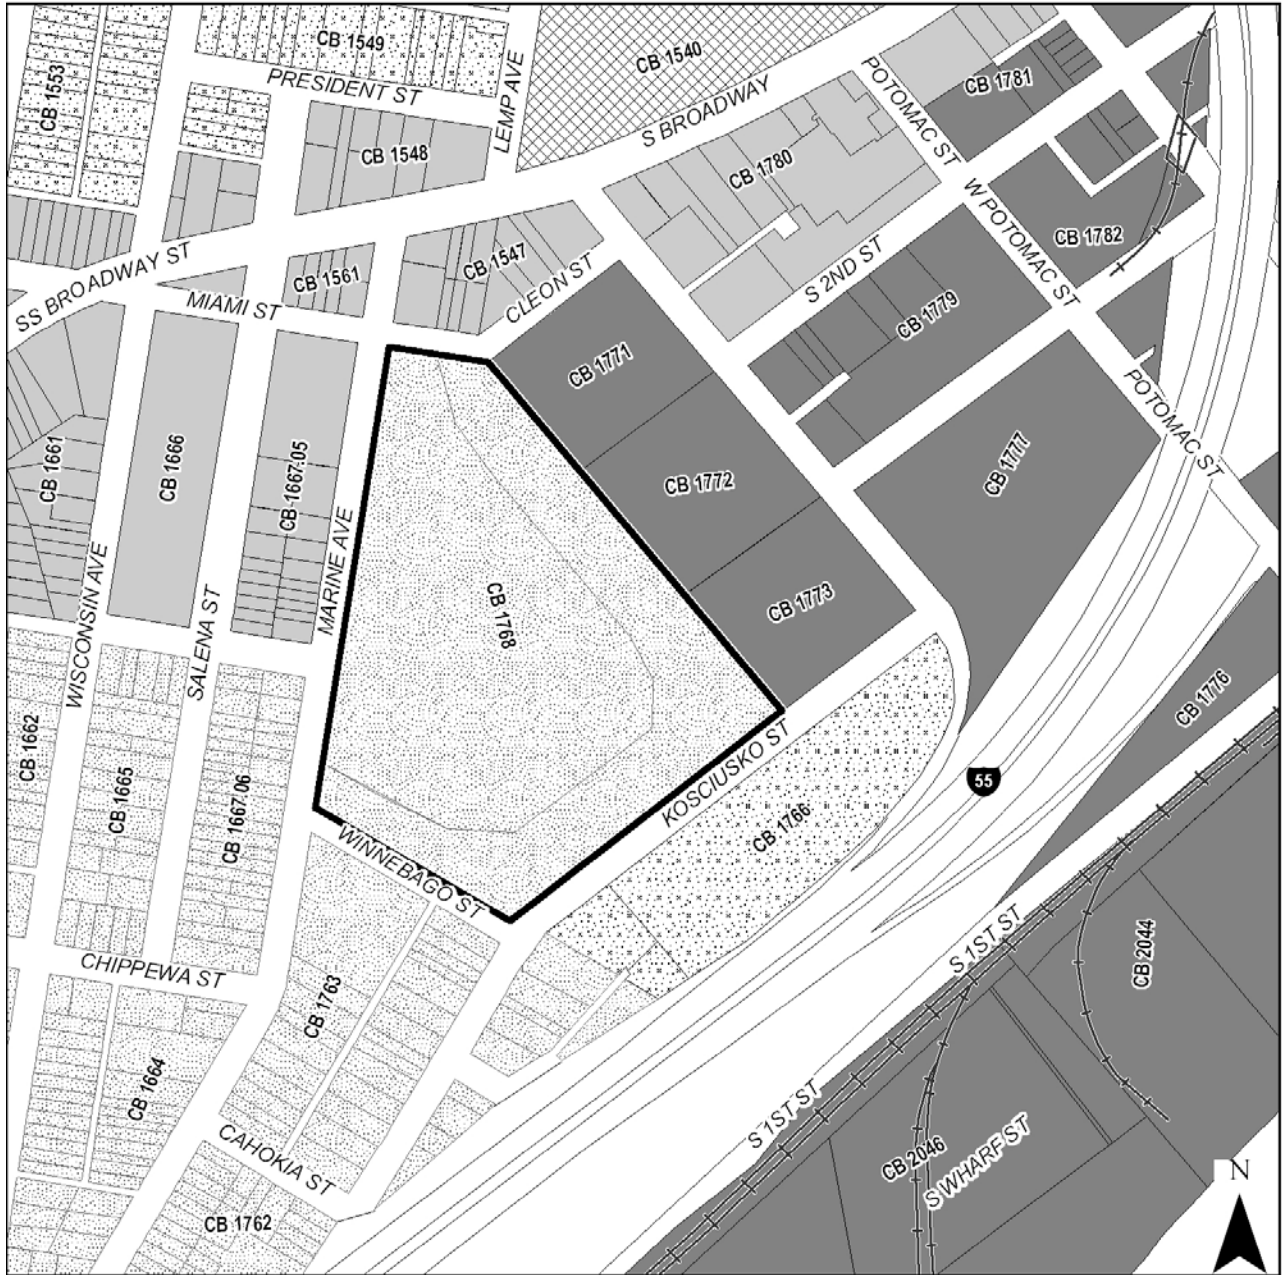 CB 1549
CB 1540
CB 1553
PRESIDENT ST
LEMP AVE
S BROADWAY
POTOMAC ST
CB 1781
CB 1548
CB 1780
W POTOMAC ST
CB 1782
SS BROADWAY ST
CB 1561
CB 1547
CLEON ST
S 2ND ST
MIAMI ST
CB 1779
CB 1771
POTOMAC ST
CB 1661
CB 1666
CB 1667.05
CB 1772
CB 1777
MARINE AVE
CB 1768
CB 1773
WISCONSIN AVE
SALENA ST
CB 1776
CB 1662
CB 1665
CB 1667.06
KOSCIUSKO ST
55
CB 1766
WINNEBAGO ST
CHIPPEWA ST
S 1ST ST
CB 2044
CB 1763
CB 1664
S 1ST ST
CAHOKIA ST
CB 2046
S WHARF ST
CB 1762
N